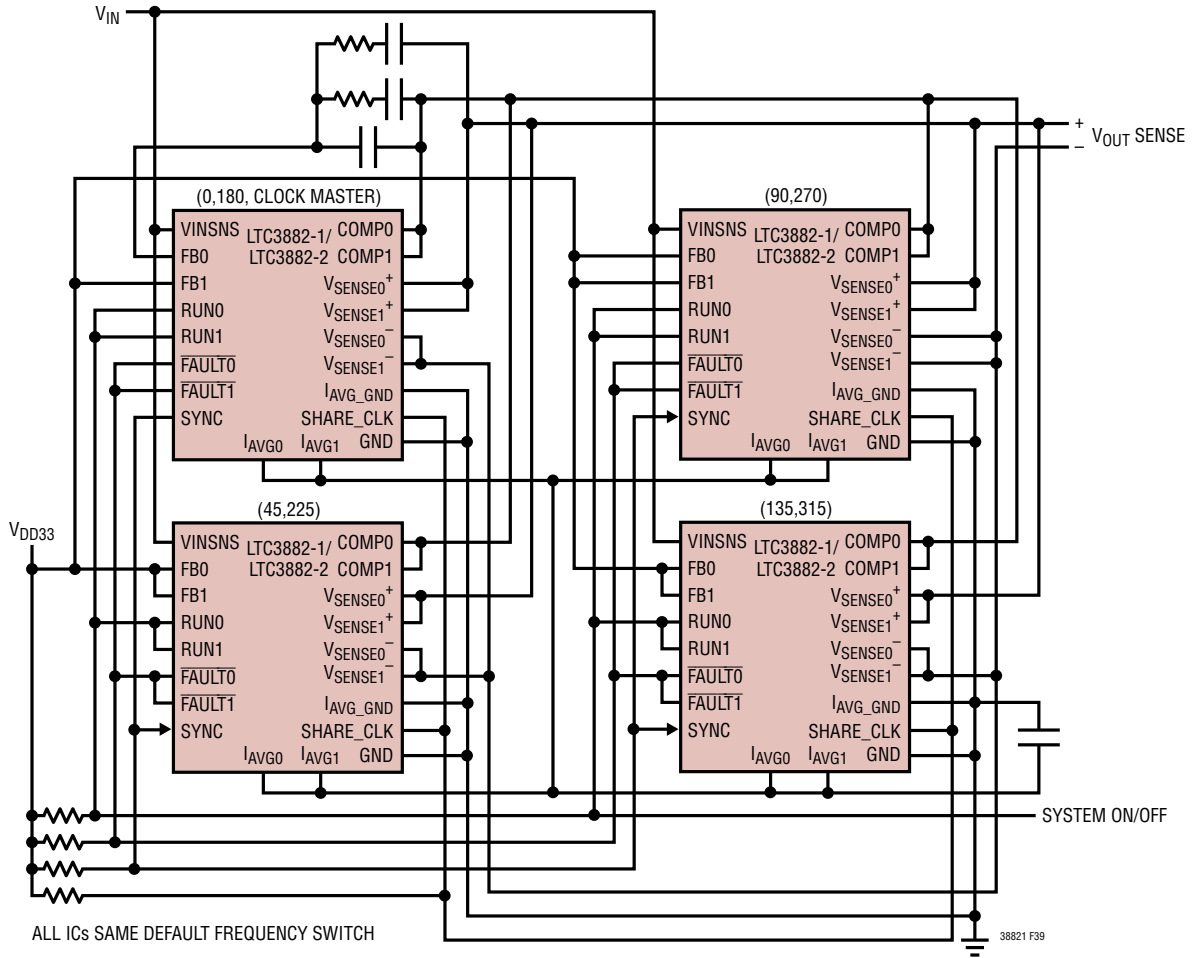 VIN
+
VOUT SENSE
–
(0,180, CLOCK MASTER)
VINSNS
FB0
FB1
RUN0
RUN1
FAULT0
FAULT1
SYNC
LTC3882-1/
LTC3882-2
COMP0
COMP1
VSENSE0+
VSENSE1+
VSENSE0–
VSENSE1–
IAVG_GND
SHARE_CLK
GND
IAVG0
IAVG1
(90,270)
VINSNS
FB0
FB1
RUN0
RUN1
FAULT0
FAULT1
SYNC
LTC3882-1/
LTC3882-2
COMP0
COMP1
VSENSE0+
VSENSE1+
VSENSE0–
VSENSE1–
IAVG_GND
SHARE_CLK
GND
IAVG0
IAVG1
VDD33
(45,225)
VINSNS
FB0
FB1
RUN0
RUN1
FAULT0
FAULT1
SYNC
LTC3882-1/
LTC3882-2
COMP0
COMP1
VSENSE0+
VSENSE1+
VSENSE0–
VSENSE1–
IAVG_GND
SHARE_CLK
GND
IAVG0
IAVG1
(135,315)
VINSNS
FB0
FB1
RUN0
RUN1
FAULT0
FAULT1
SYNC
LTC3882-1/
LTC3882-2
COMP0
COMP1
VSENSE0+
VSENSE1+
VSENSE0–
VSENSE1–
IAVG_GND
SHARE_CLK
GND
IAVG0
IAVG1
SYSTEM ON/OFF
ALL ICs SAME DEFAULT FREQUENCY SWITCH
38821 F39